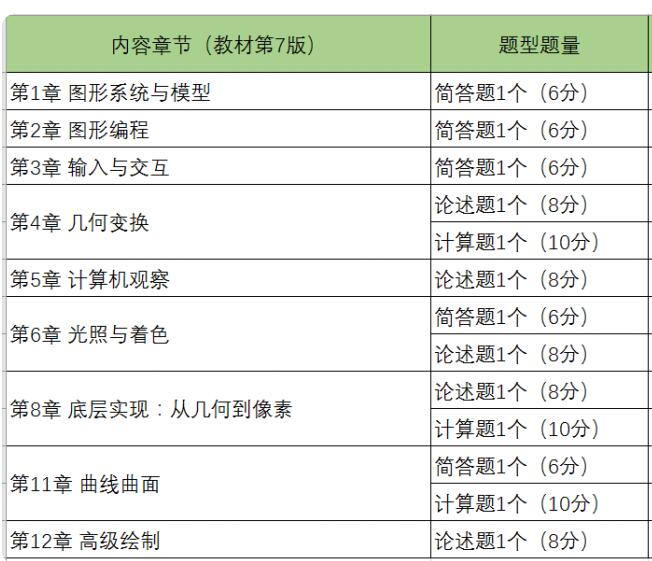 内容章节（教材第7版） 题型题量
第1章 图形系统与模型 简答题1个（6分）
第2章 图形编程 简答题1个（6分）
第3章 输入与交互 简答题1个（6分）
第4章 几何变换 论述题1个（8分）
计算题1个（10分）
第5章 计算机观察 论述题1个（8分）
第6章 光照与着色 简答题1个（6分）
论述题1个（8分）
第8章 底层实现：从几何到像素 论述题1个（8分）
计算题1个（10分）
第11章 曲线曲面 简答题1个（6分）
计算题1个（10分）
第12章 高级绘制 论述题1个（8分）